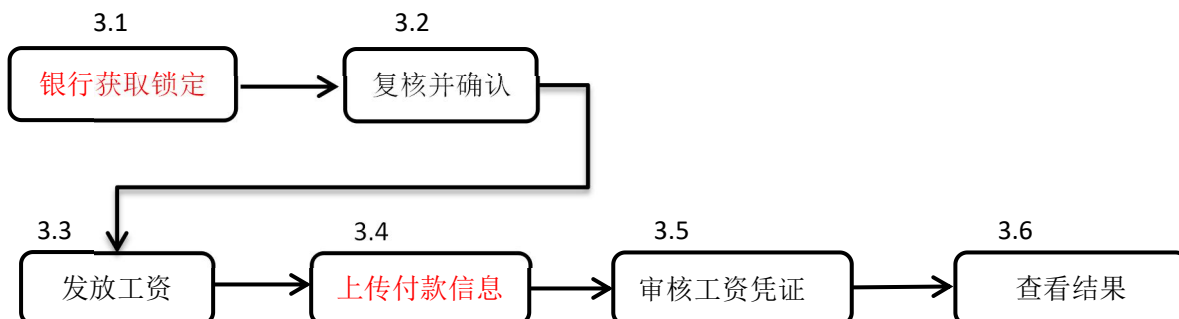 3.1
3.2
银行获取锁定
复核并确认
3.3
3.4
3.5
3.6
发放工资
上传付款信息
审核工资凭证
查看结果